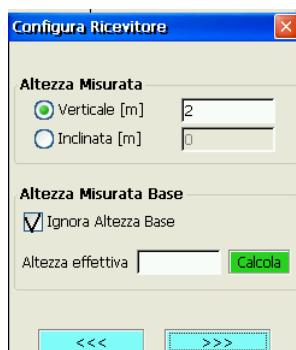 Configura Ricevitore
Altezza Misurata
Verticale [m] 2
Inclinata [m] 0
Altezza Misurata Base
Ignora Altezza Base
Altezza effettiva Calcola
<<< >>>